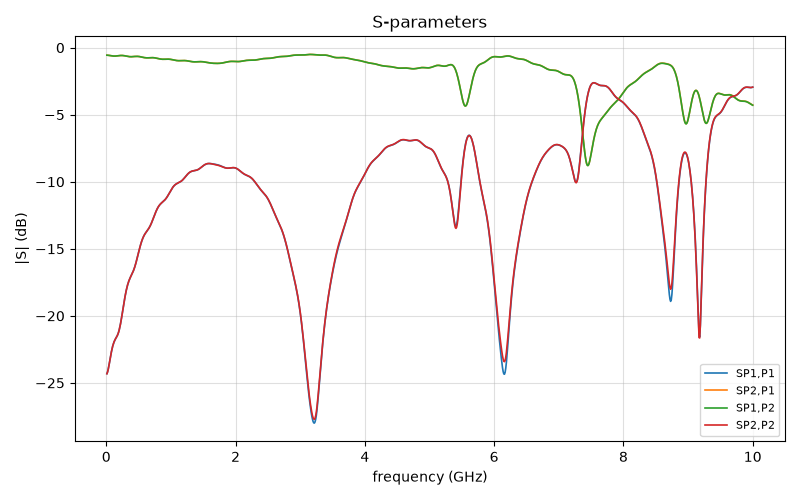 S-parameters
0
−5
−10
−15
−20
−25
|S| (dB)
0
2
4
6
8
10
frequency (GHz)
SP1,P1
SP2,P1
SP1,P2
SP2,P2